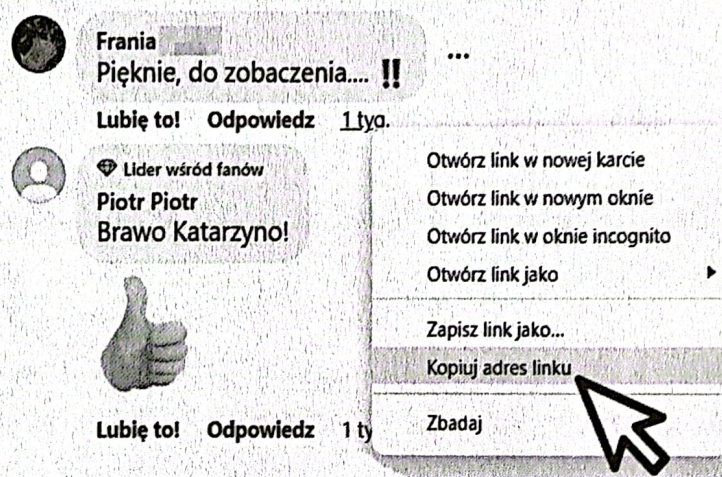 Frania
Pięknie, do zobaczenia.... ‼
Lubię to! Odpowiedz 1 tyg.
Lider wśród fanów
Piotr Piotr
Brawo Katarzyno!
Lubię to! Odpowiedz 1 ty
Otwórz link w nowej karcie
Otwórz link w nowym oknie
Otwórz link w oknie incognito
Otwórz link jako
Zapisz link jako...
Kopiuj adres linku
Zbadaj